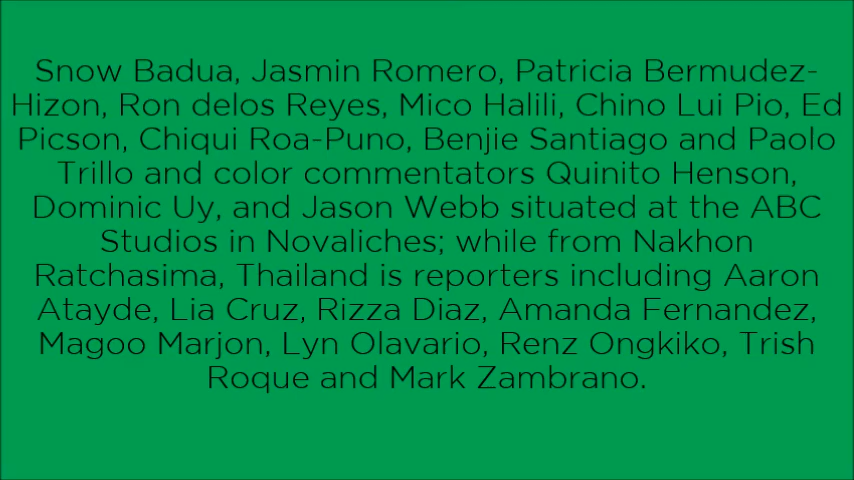 Snow Badua, Jasmin Romero, Patricia Bermudez-
Hizon, Ron delos Reyes, Mico Halili, Chino Lui Pio, Ed
Picson, Chiqui Roa-Puno, Benjie Santiago and Paolo
Trillo and color commentators Quinito Henson,
Dominic Uy, and Jason Webb situated at the ABC
Studios in Novaliches; while from Nakhon
Ratchasima, Thailand is reporters including Aaron
Atayde, Lia Cruz, Rizza Diaz, Amanda Fernandez,
Magoo Marjon, Lyn Olavario, Renz Ongkiko, Trish
Roque and Mark Zambrano.